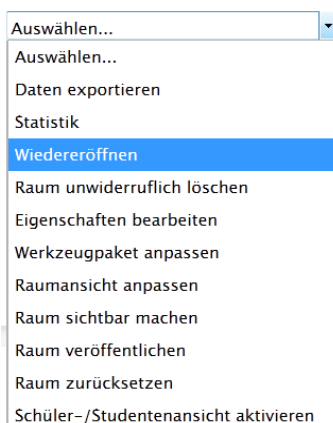 Auswählen...
Auswählen...
Daten exportieren
Statistik
Wiedereröffnen
Raum unwiderruflich löschen
Eigenschaften bearbeiten
Werkzeugpaket anpassen
Raumansicht anpassen
Raum sichtbar machen
Raum veröffentlichen
Raum zurücksetzen
Schüler-/Studentenansicht aktivieren